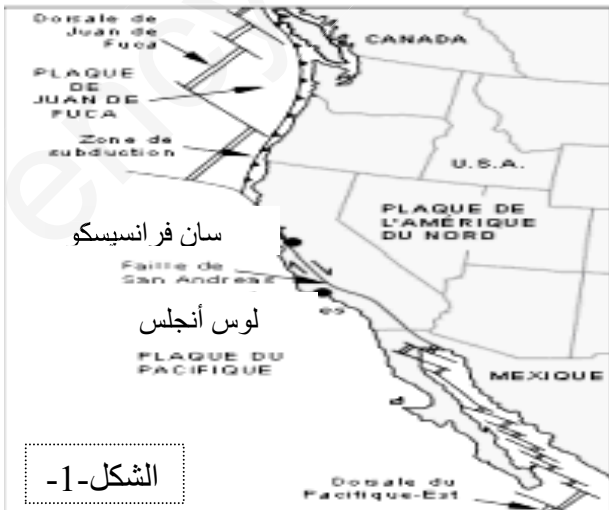 Dorsale de
Juan de
Fuca
CANADA
PLAQUE
DE
JUAN DE
FUCA
Zone de
subduction
U.S.A.
PLAQUE DE
L'AMÉRIQUE
DU NORD
سان فرانسيسكو
Faille de
San Andreas
لوس أنجلس
es
PLAQUE DU
PACIFIQUE
MEXIQUE
الشكل-1-
Dorsale du
Pacifique-Est